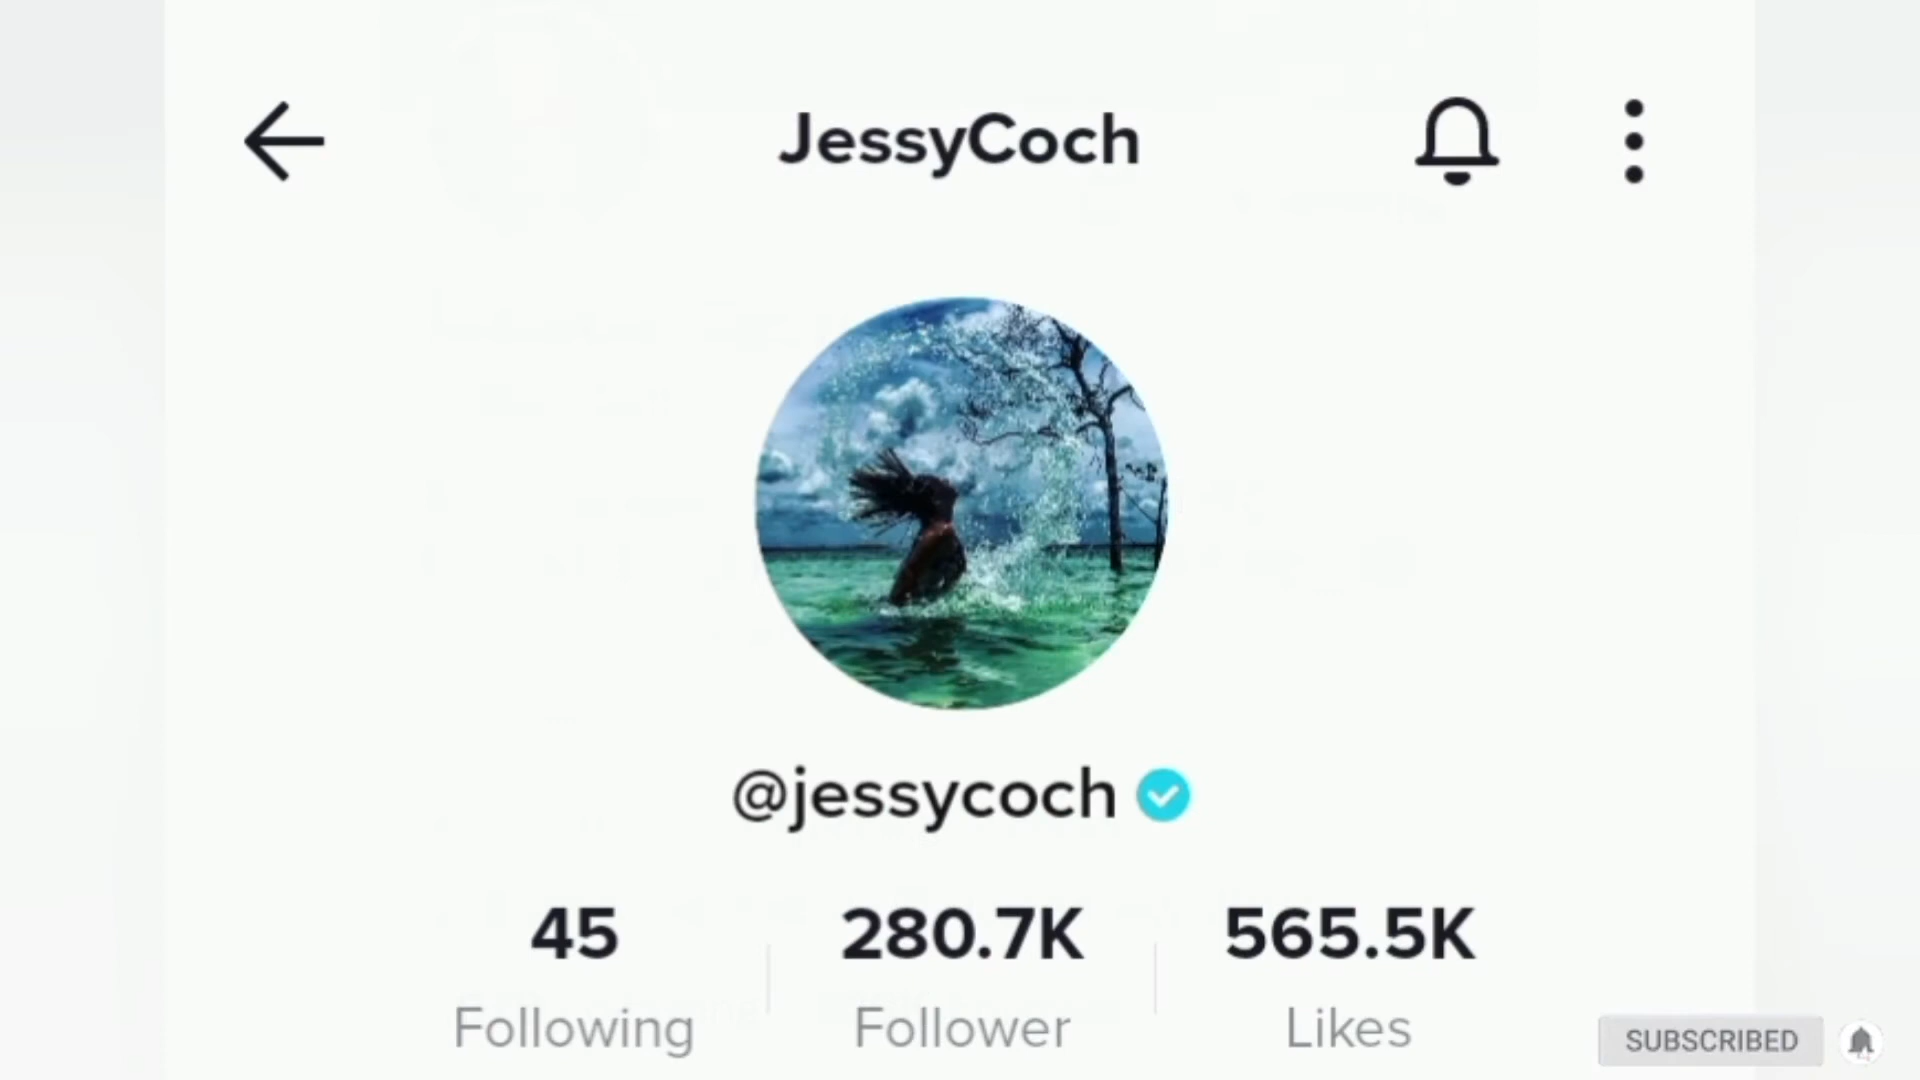 JessyCoch
@jessycoch
45 280.7K 565.5K
Following Follower Likes
SUBSCRIBED